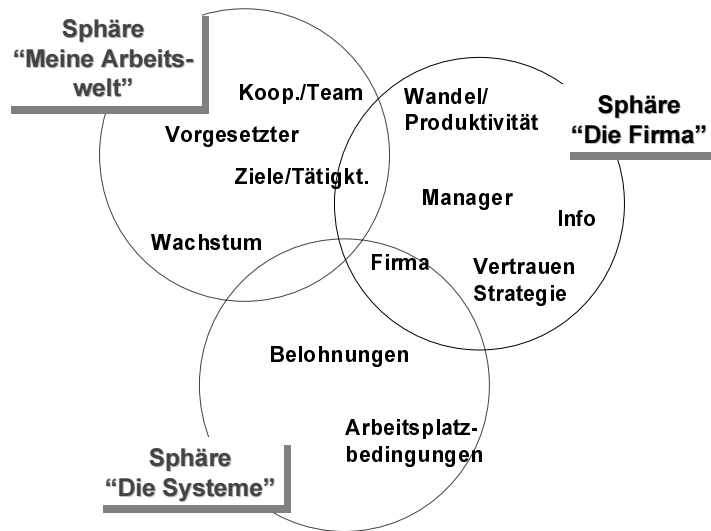 Sphäre
“Meine Arbeits-
welt”
Koop./Team
Vorgesetzter
Ziele/Tätigkt.
Wachstum
Wandel/
Produktivität
Sphäre
“Die Firma”
Manager
Info
Firma
Vertrauen
Strategie
Belohnungen
Arbeitsplatz-
bedingungen
Sphäre
“Die Systeme”